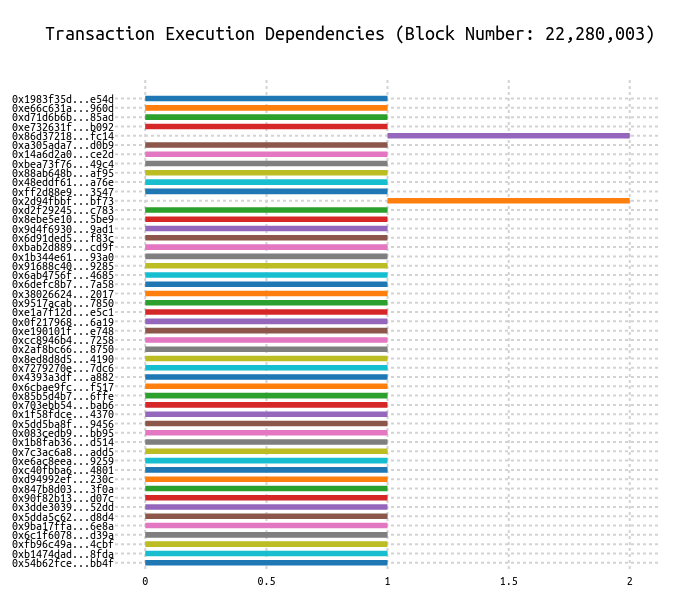 Transaction Execution Dependencies (Block Number: 22,280,003)
0x1983f35d...e54d
0xe66c631a...960d
0xd71d6b6b...85ad
0xe732631f...b092
0x86d37218...fc14
0xa305ada7...d0b9
0x14a6d2a0...ce2d
0xbea73f76...49c4
0x88ab648b...af95
0x48eddf61...a76e
0xff2d88e9...3547
0x2d94fbbf...bf73
0xd2f29245...c783
0x8ebe5e10...5be9
0x9d4f6930...9ad1
0x6d91ded5...f83c
0xbab2d889...cd9f
0x1b344e61...93a0
0x91688c40...9285
0x6ab4756f...4685
0x6defc8b7...7a58
0x38026624...2017
0x9517acab...7850
0xe1a7f12d...e5c1
0x0f217968...6a19
0xe190101f...e748
0xcc8946b4...7258
0x2af8bc66...8750
0x8ed8d8d5...4190
0x7279270e...7dc6
0x4393a3df...a882
0x6cbae9fc...f517
0x85b5d4b7...6ffe
0x703ebb54...bab6
0x1f58fdce...4370
0x5dd5ba8f...9456
0x083cedb9...bb95
0x1b8fab36...d514
0x7c3ac6a8...add5
0xe6ac8eea...9259
0xc40fbba6...4801
0xd94992ef...230c
0x847b8d03...3f0a
0x90f82b13...d07c
0x3dde3039...52dd
0x5dda5c62...d8d4
0x9ba17ffa...6e8a
0x6c1f6078...d39a
0xfb96c49a...4cbf
0xb1474dad...8fda
0x54b62fce...bb4f
0 0.5 1 1.5 2